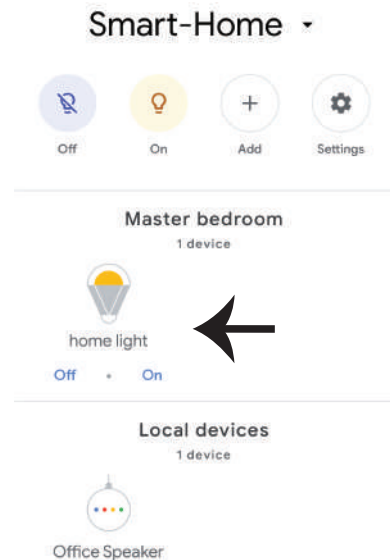 Smart-Home
Off On Add Settings
Master bedroom
1 device
home light
Off • On
Local devices
1 device
Office Speaker